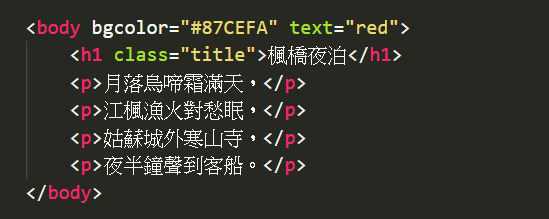 <body bgcolor="#87CEFA" text="red">
<h1 class="title">楓橋夜泊</h1>
<p>月落烏啼霜滿天，</p>
<p>江楓漁火對愁眠，</p>
<p>姑蘇城外寒山寺，</p>
<p>夜半鐘聲到客船。</p>
</body>